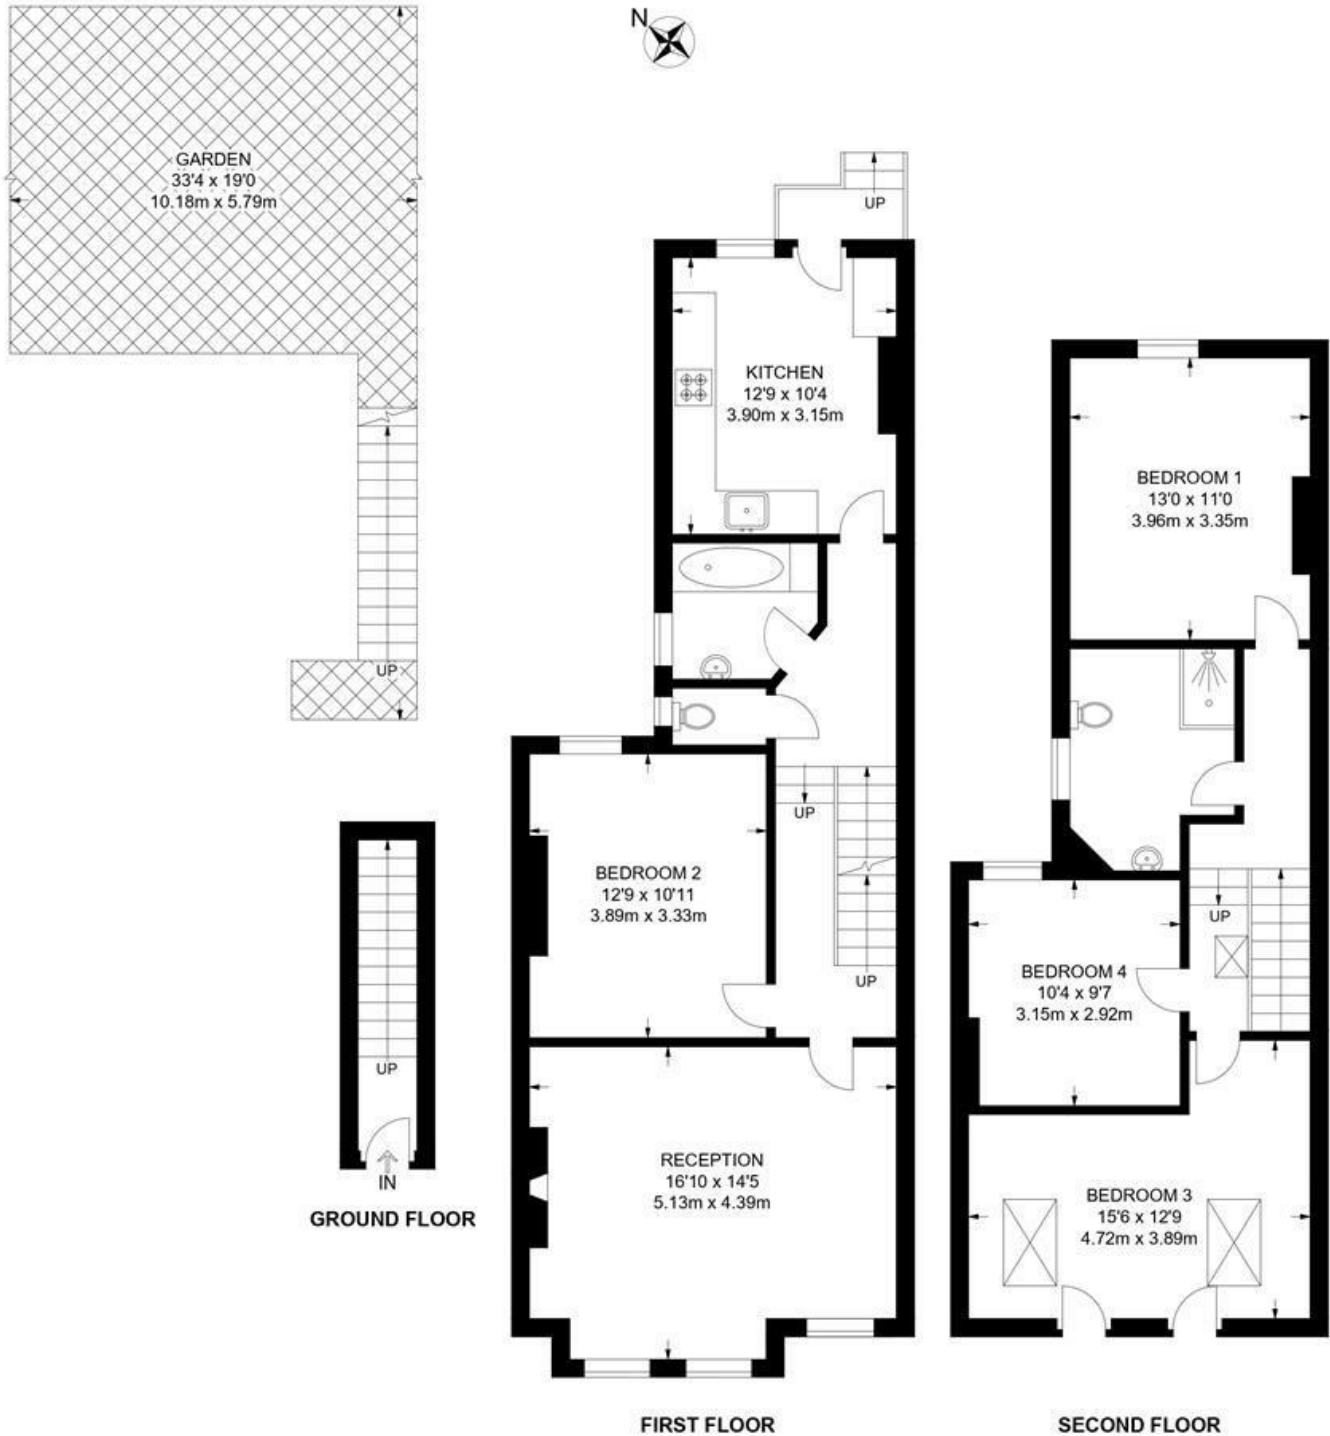 N
GARDEN
33'4 x 19'0
10.18m x 5.79m
UP
UP
IN
GROUND FLOOR
UP
KITCHEN
12'9 x 10'4
3.90m x 3.15m
UP
BEDROOM 2
12'9 x 10'11
3.89m x 3.33m
UP
RECEPTION
16'10 x 14'5
5.13m x 4.39m
FIRST FLOOR
BEDROOM 1
13'0 x 11'0
3.96m x 3.35m
UP
BEDROOM 4
10'4 x 9'7
3.15m x 2.92m
BEDROOM 3
15'6 x 12'9
4.72m x 3.89m
SECOND FLOOR